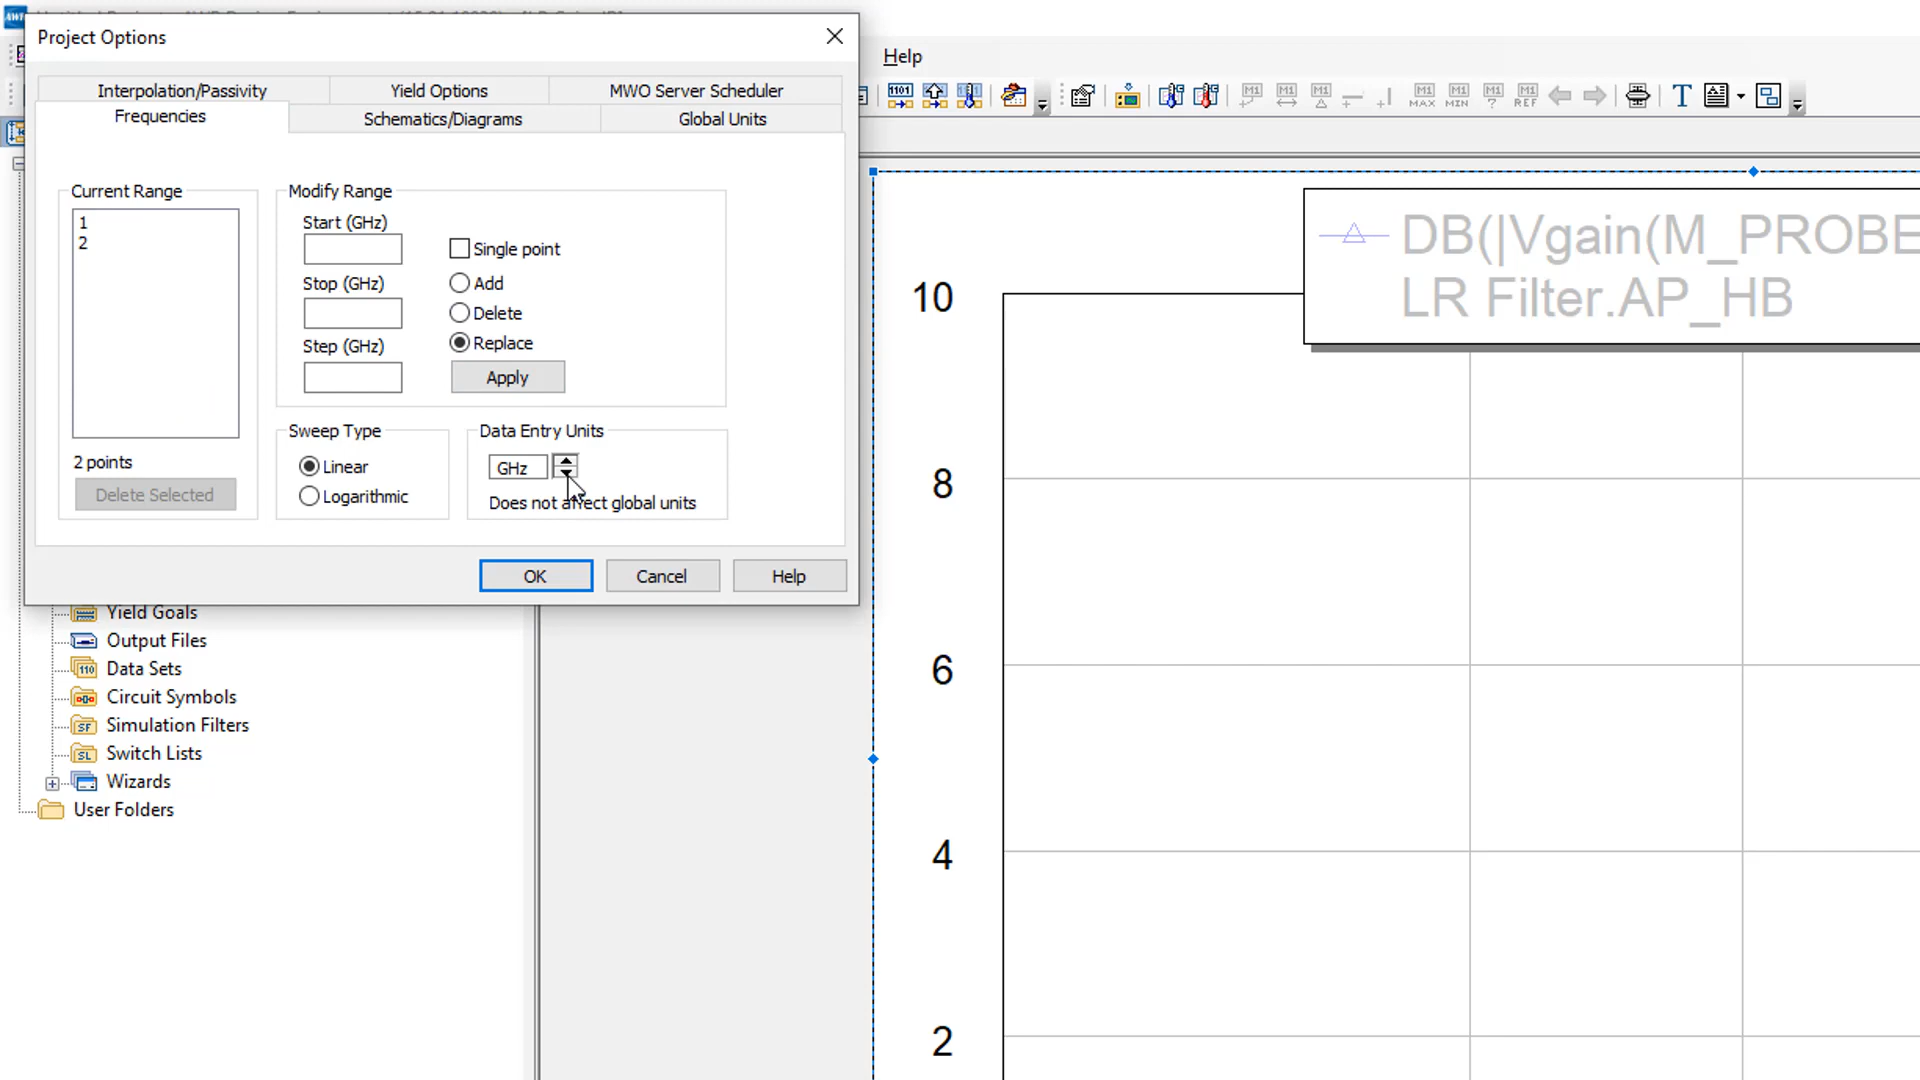 Project Options
Help
Interpolation/Passivity
Yield Options
MWO Server Scheduler
Frequencies
Schematics/Diagrams
Global Units
Current Range
1
2
2 points
Delete Selected
Modify Range
Start (GHz)
Stop (GHz)
Step (GHz)
Single point
Add
Delete
Replace
Apply
Sweep Type
Linear
Logarithmic
Data Entry Units
GHz
Does not affect global units
OK
Cancel
Help
Yield Goals
Output Files
Data Sets
Circuit Symbols
Simulation Filters
Switch Lists
Wizards
User Folders
DB(|Vgain(M_PROBE
LR Filter.AP_HB
10
8
6
4
2